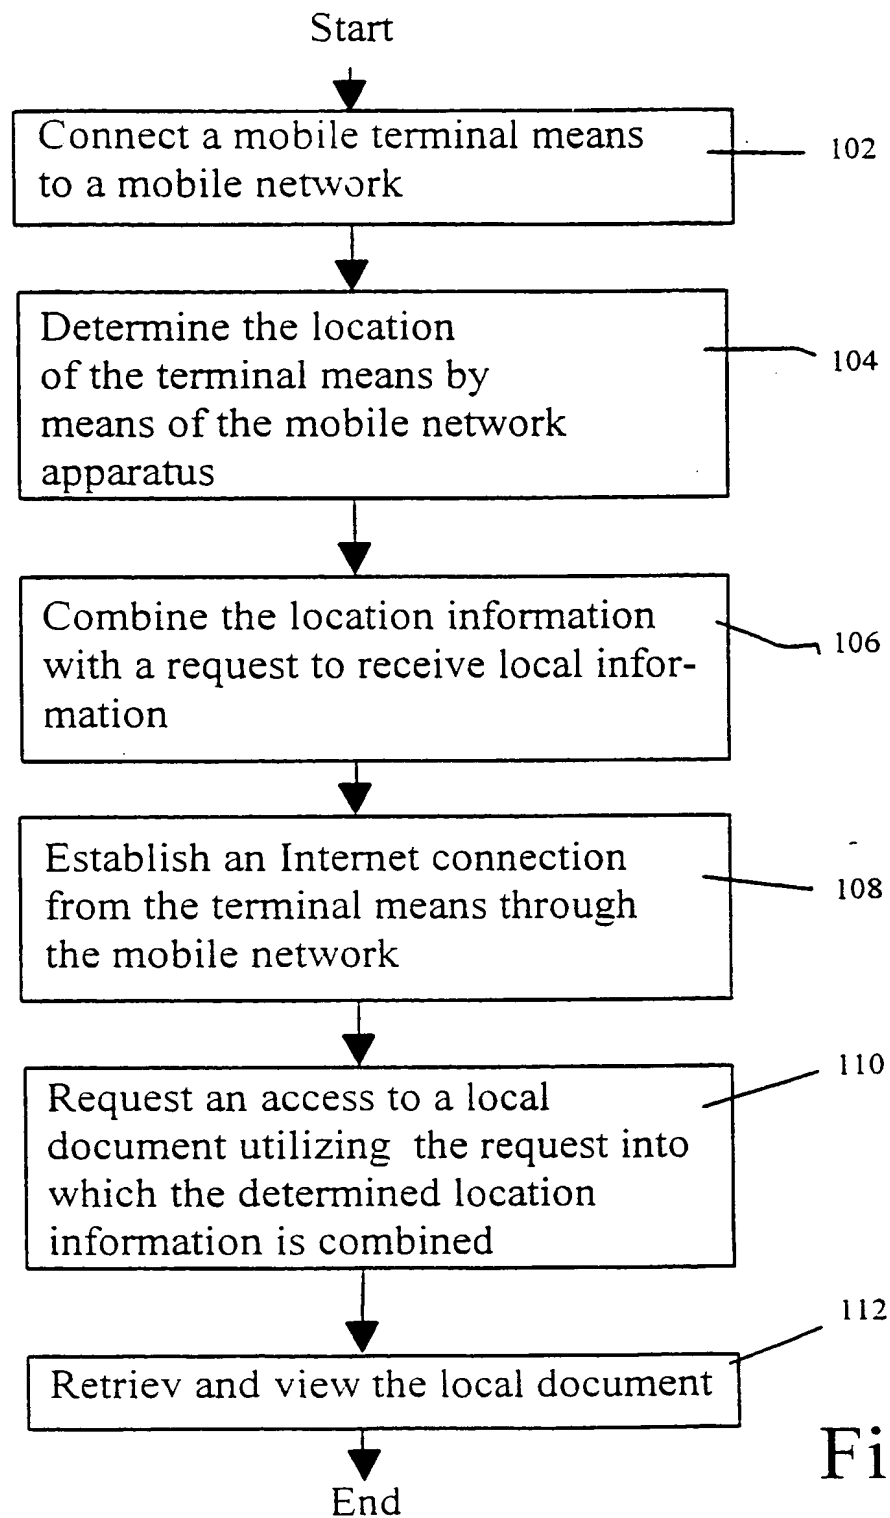 Start
Connect a mobile terminal means
to a mobile network
102
Determine the location
of the terminal means by
means of the mobile network
apparatus
104
Combine the location information
with a request to receive local infor-
mation
106
Establish an Internet connection
from the terminal means through
the mobile network
108
Request an access to a local
document utilizing the request into
which the determined location
information is combined
110
Retriev and view the local document
112
End
Fi